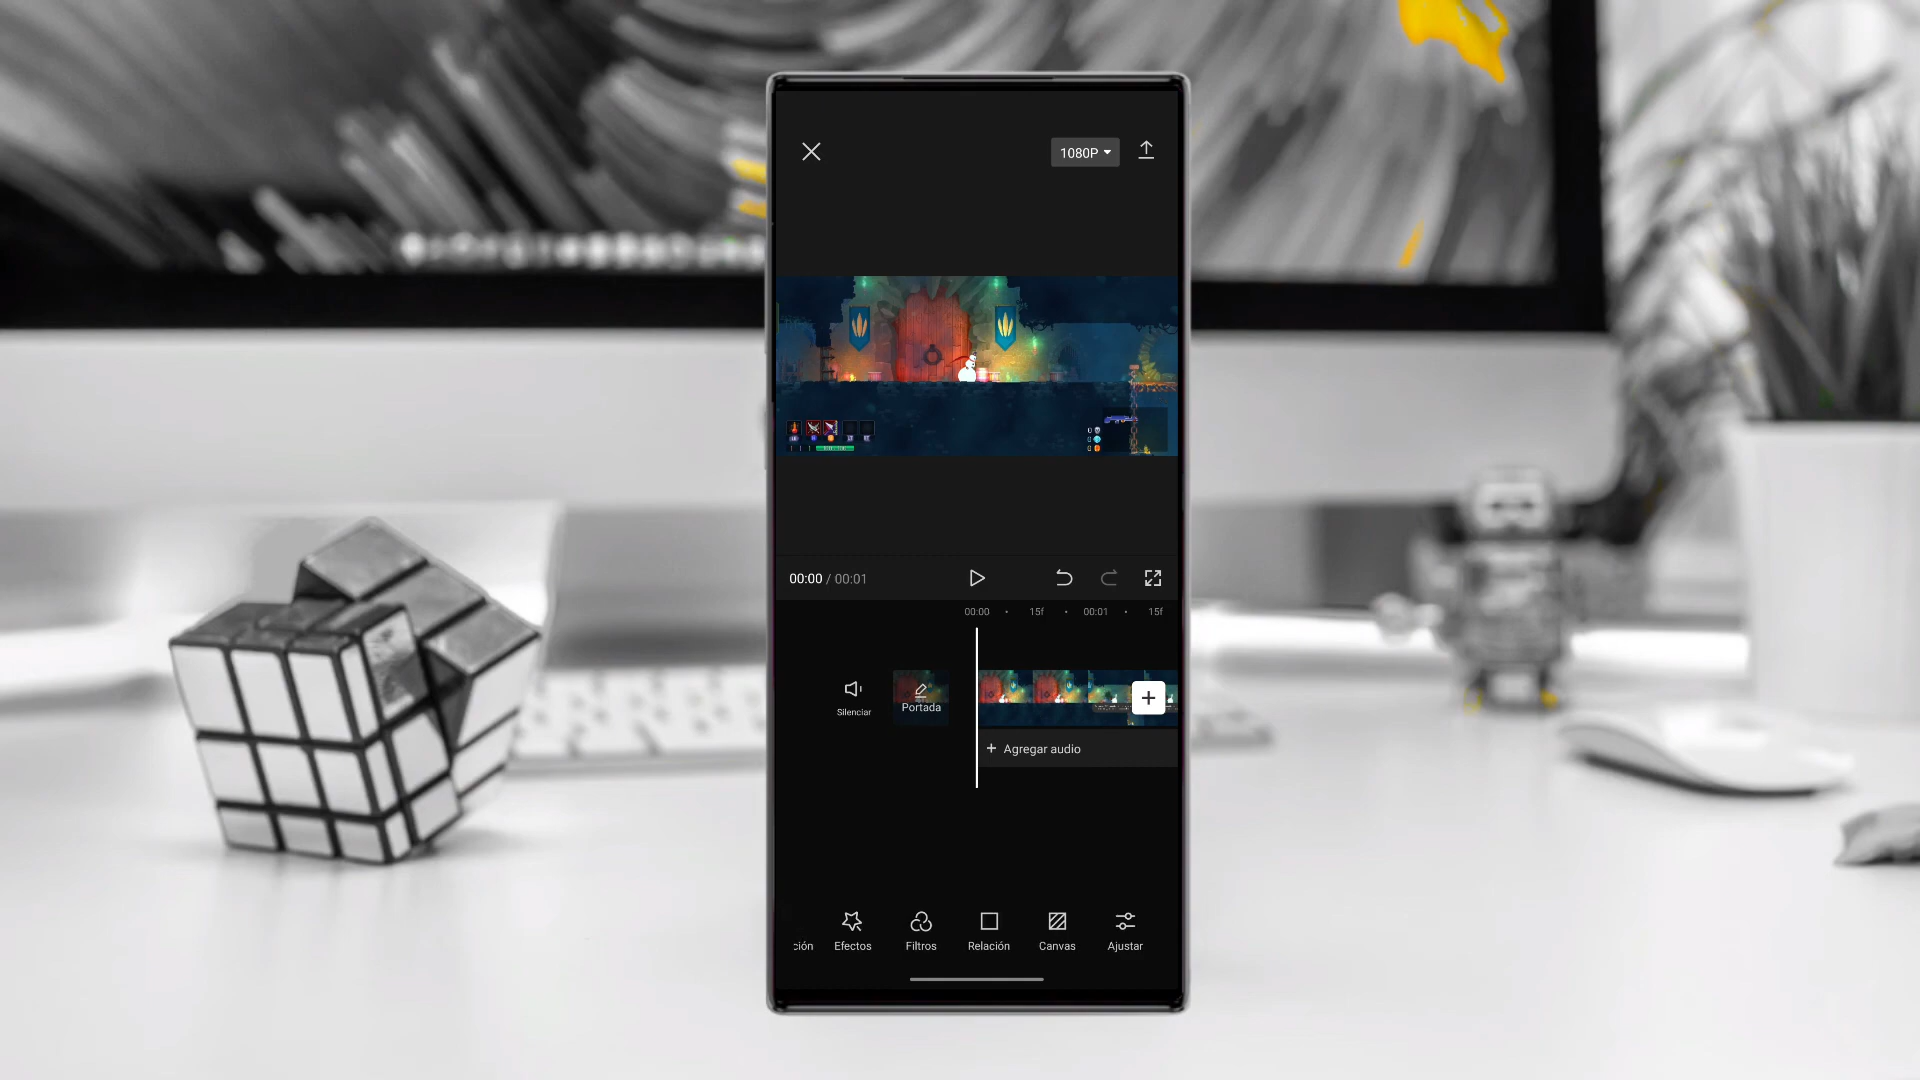 1080P
00:00 / 00:01
00:00 15f 00:01 15f
Silenciar
Portada
+ Agregar audio
ción Efectos Filtros Relación Canvas Ajustar